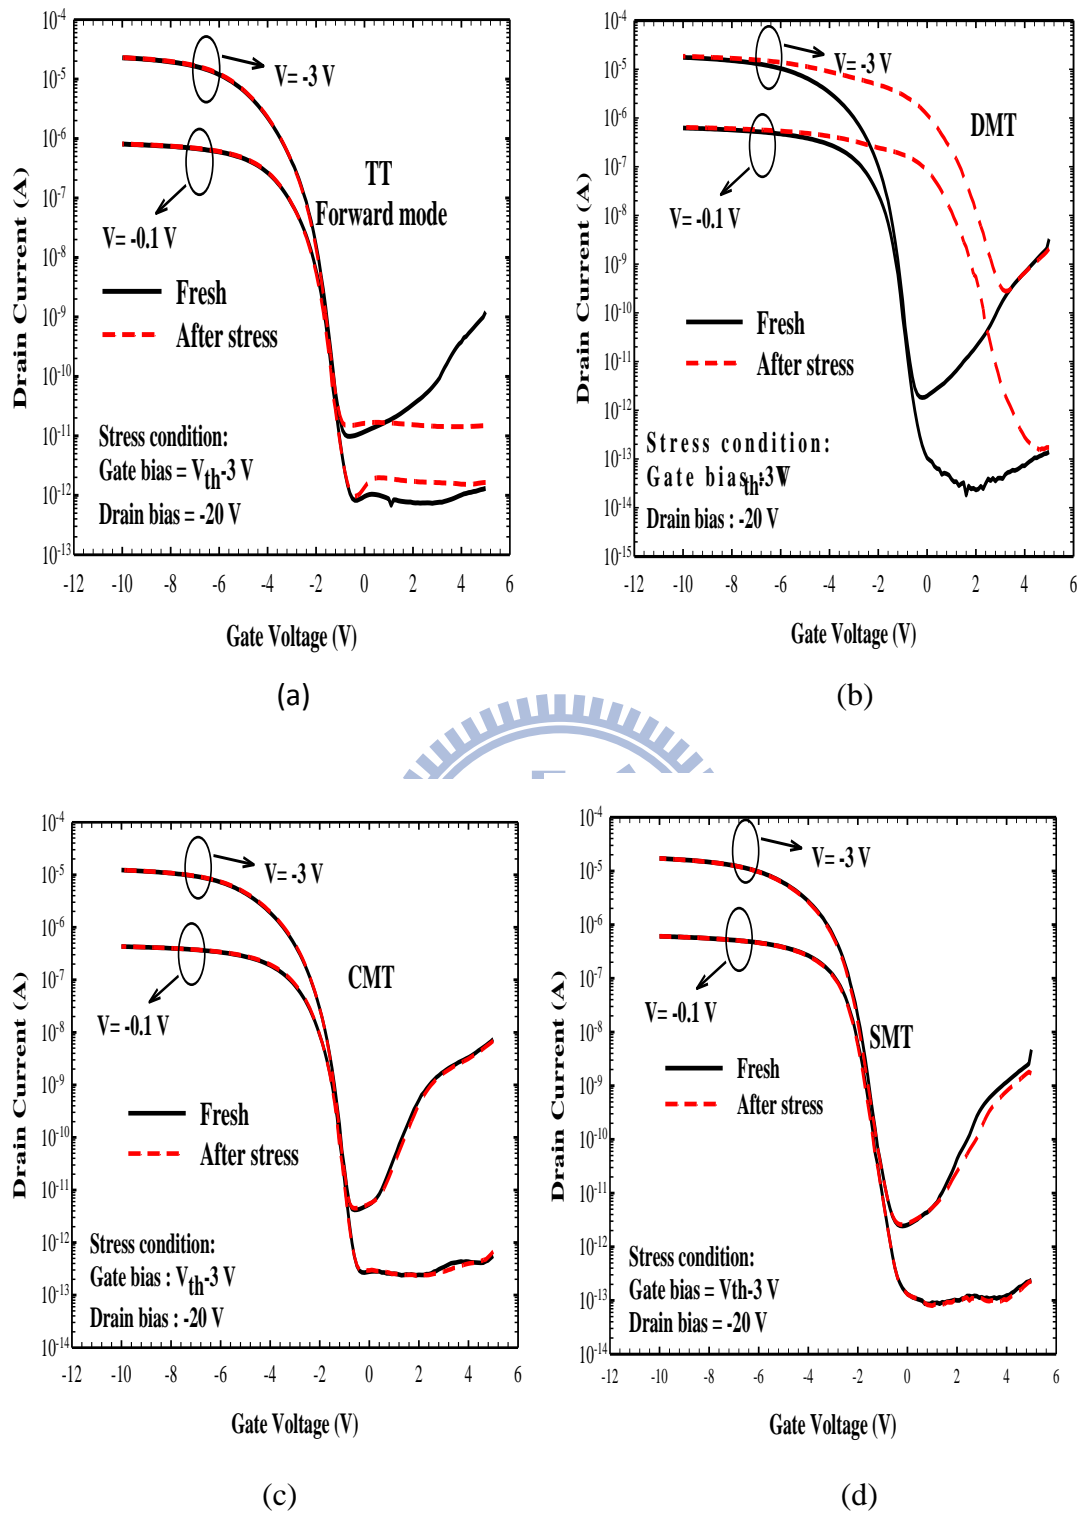 10-4
10-5
10-6
10-7
10-8
10-9
10-10
10-11
10-12
10-13
Drain Current (A)
V= -3 V
TT
Forward mode
V= -0.1 V
Fresh
After stress
Stress condition:
Gate bias = Vth-3 V
Drain bias = -20 V
-12 -10 -8 -6 -4 -2 0 2 4 6
Gate Voltage (V)
(a)
10-4
10-5
10-6
10-7
10-8
10-9
10-10
10-11
10-12
10-13
10-14
10-15
Drain Current (A)
V= -3 V
DMT
V= -0.1 V
Fresh
After stress
Stress condition:
Gate bias
Drain bias : -20 V
-12 -10 -8 -6 -4 -2 0 2 4 6
Gate Voltage (V)
(b)
10-4
10-5
10-6
10-7
10-8
10-9
10-10
10-11
10-12
10-13
10-14
Drain Current (A)
V= -3 V
CMT
V= -0.1 V
Fresh
After stress
Stress condition:
Gate bias : Vth-3 V
Drain bias : -20 V
-12 -10 -8 -6 -4 -2 0 2 4 6
Gate Voltage (V)
(c)
10-4
10-5
10-6
10-7
10-8
10-9
10-10
10-11
10-12
10-13
10-14
Drain Current (A)
V= -3 V
V= -0.1 V
SMT
Fresh
After stress
Stress condition:
Gate bias = Vth-3 V
Drain bias = -20 V
-12 -10 -8 -6 -4 -2 0 2 4 6
Gate Voltage (V)
(d)